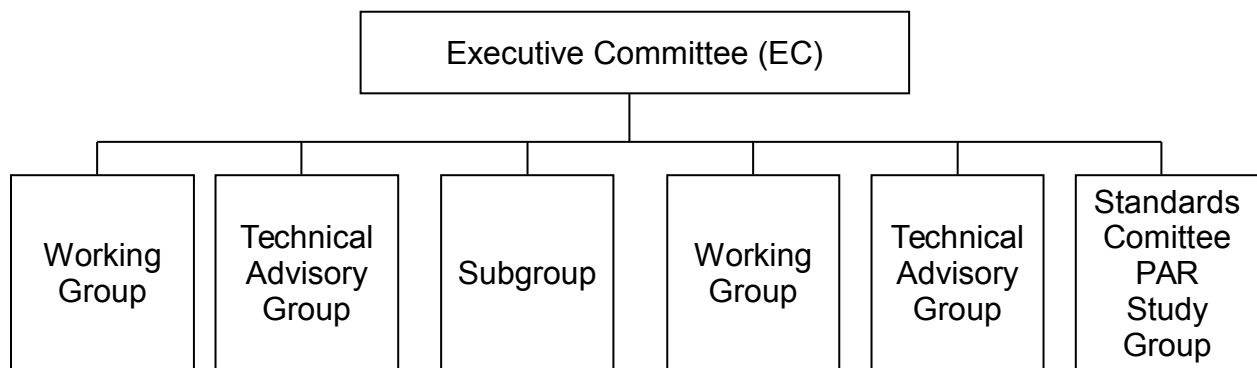 Executive Committee (EC)
Working
Group
Technical
Advisory
Group
Subgroup
Working
Group
Technical
Advisory
Group
Standards
Comittee
PAR
Study
Group